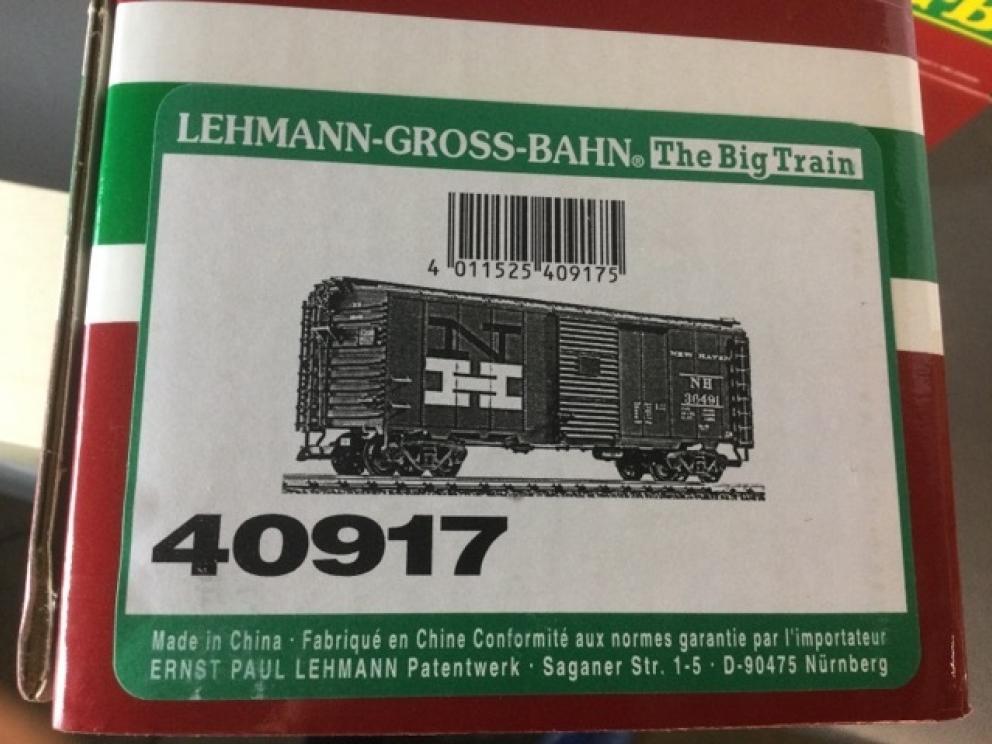 LEHMANN-GROSS-BAHN® The Big Train
4 011525 409175
N
H
NEW HAVEN
NH
36491
40917
Made in China · Fabriqué en Chine Conformité aux normes garantie par l'importateur
ERNST PAUL LEHMANN Patentwerk · Saganer Str. 1-5 · D-90475 Nürnberg